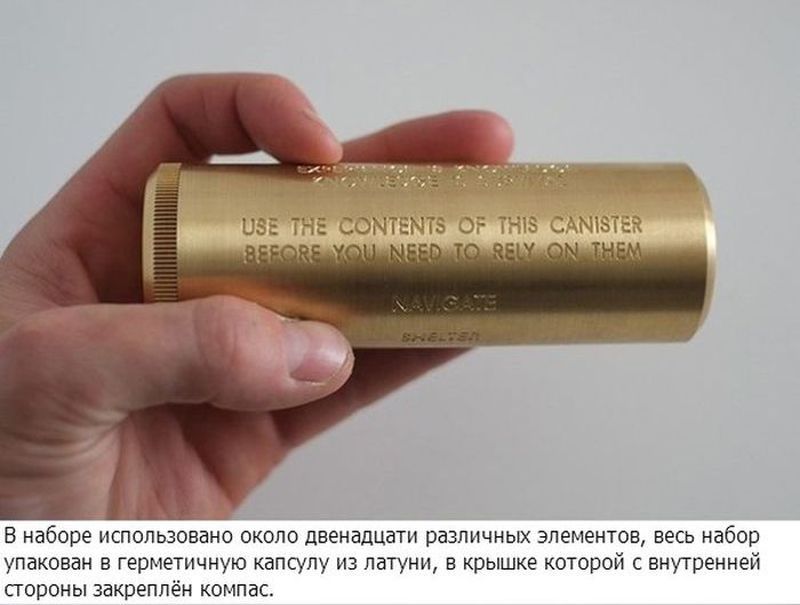 USE THE CONTENTS OF THIS CANISTER
BEFORE YOU NEED TO RELY ON THEM
NAVIGATE
SHELTER
В наборе использовано около двенадцати различных элементов, весь набор
упакован в герметичную капсулу из латуни, в крышке которой с внутренней
стороны закреплён компас.